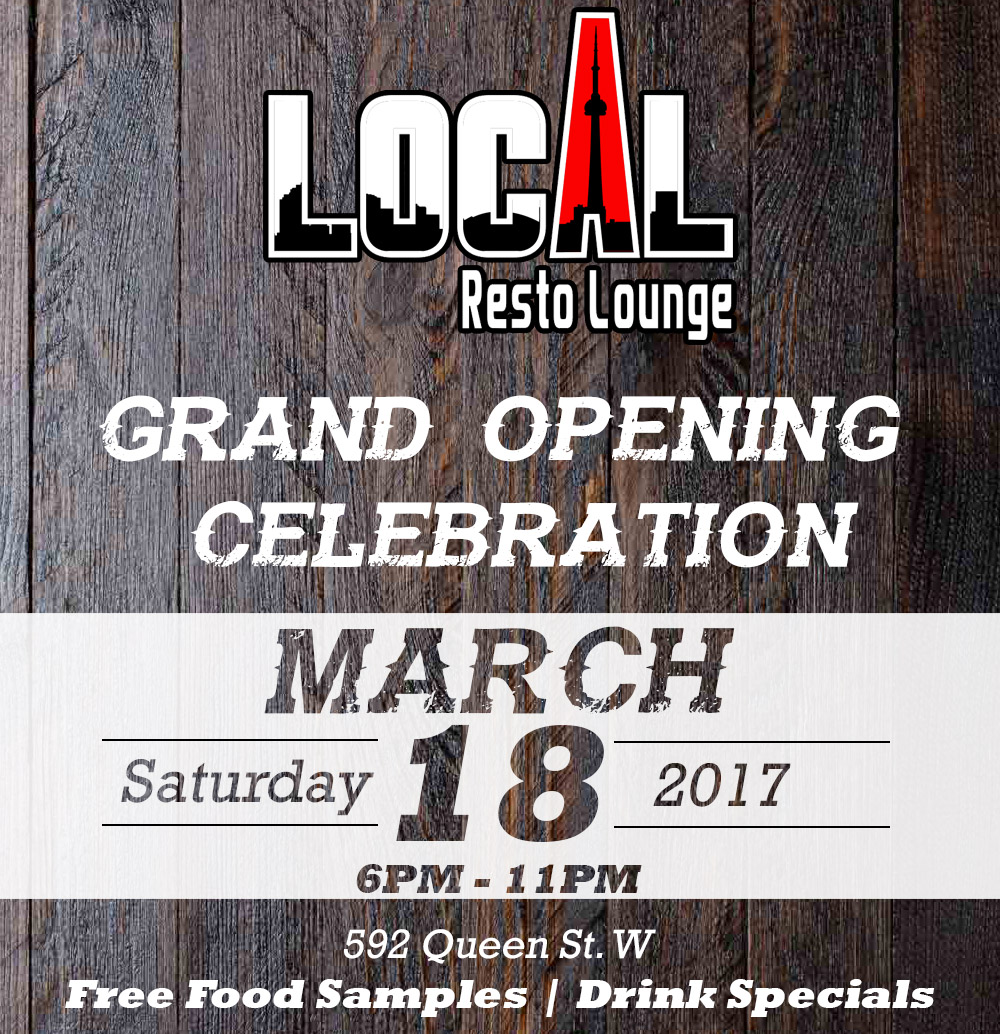 LOCAL
Resto Lounge
GRAND OPENING
CELEBRATION
MARCH
Saturday 18 2017
6PM - 11PM
592 Queen St. W
Free Food Samples | Drink Specials